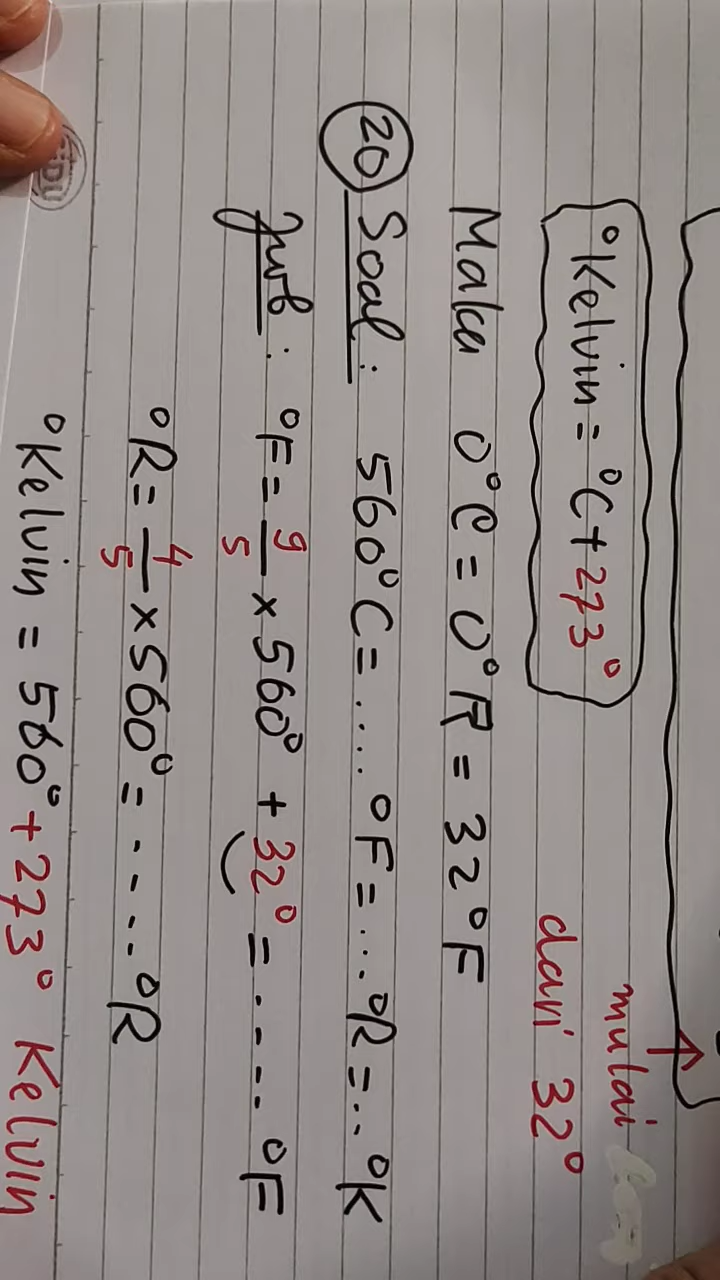 mulai
°Kelvin = °C + 273° dari 32°
Maka 0°C = 0°R = 32°F
20 Soal: 560°C = ..... °F = ... °R = ... °K
Jwb: °F = 9/5 × 560° + 32° = ...... °F
°R = 4/5 × 560° = ..... °R
°Kelvin = 560° + 273° Kelvin